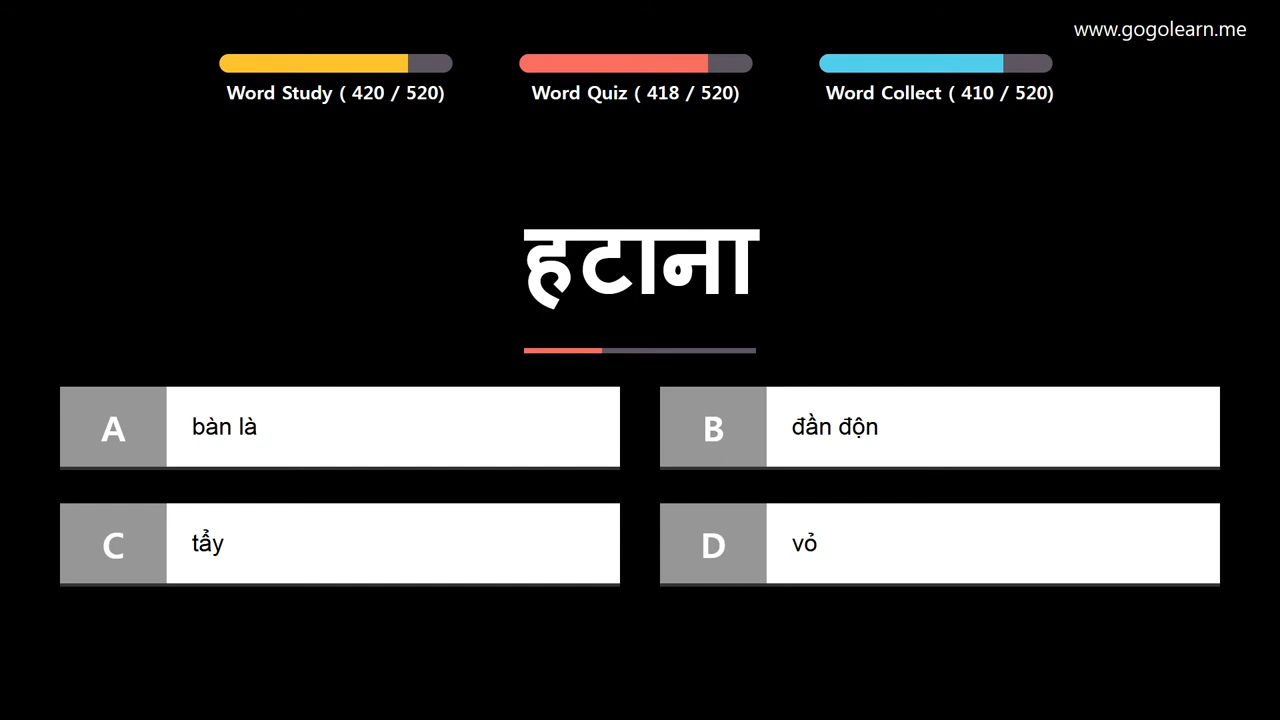 www.gogolearn.me
Word Study ( 420 / 520)
Word Quiz ( 418 / 520)
Word Collect ( 410 / 520)
हटाना
A bàn là
B đần độn
C tẩy
D vỏ